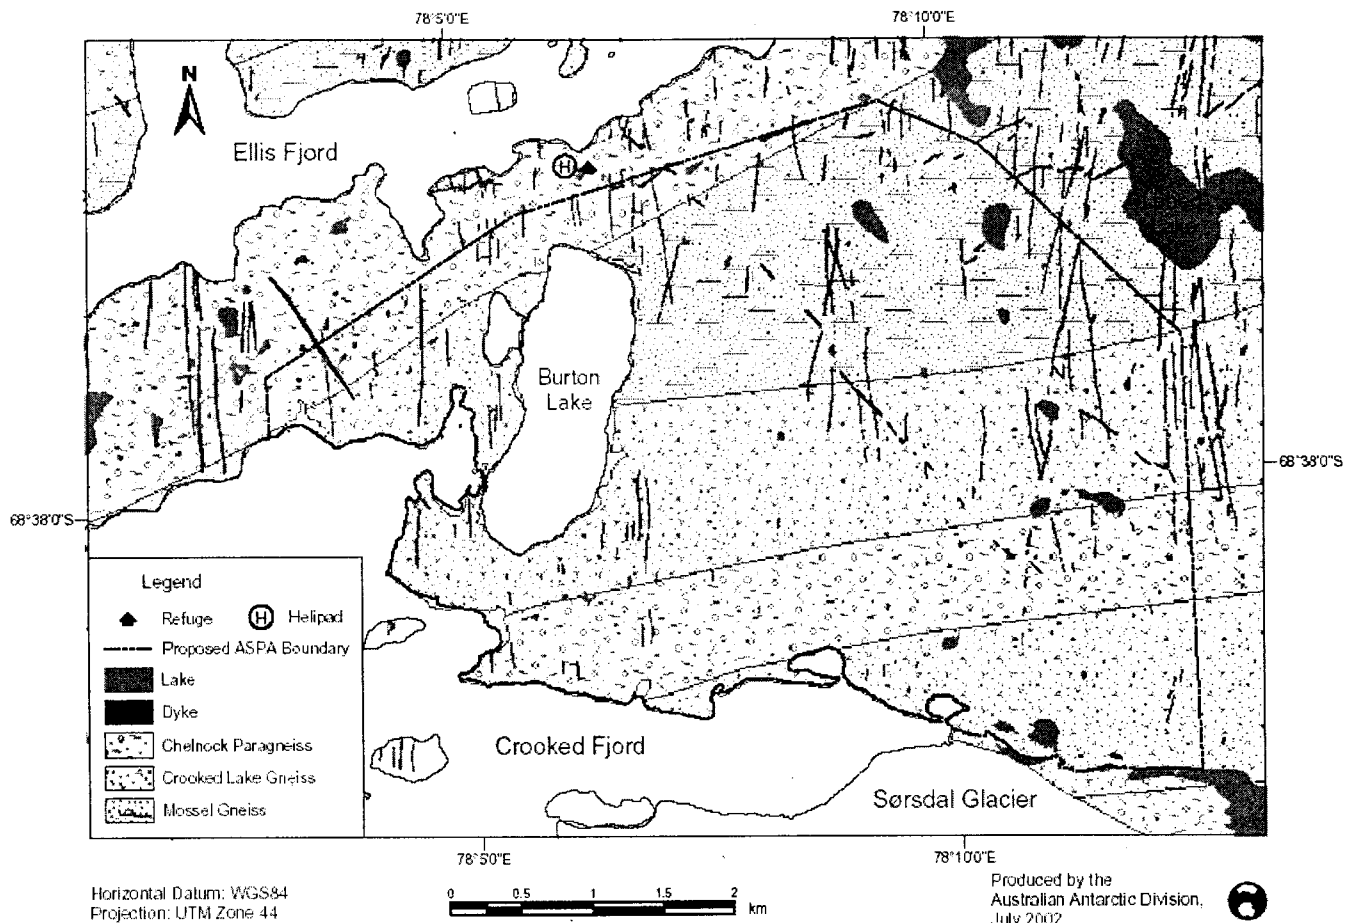 78°5'0"E
78°10'0"E
N
Ellis Fjord
H
Burton
Lake
68°38'0"S
68°38'0"S
Legend
Refuge
H
Helipad
Proposed ASPA Boundary
Lake
Dyke
Chelnock Paragneiss
Crooked Lake Gneiss
Mossel Gneiss
Crooked Fjord
Sørsdal Glacier
78°5'0"E
78°10'0"E
Horizontal Datum: WGS84
Projection: UTM Zone 44
0 0.5 1 1.5 2
km
Produced by the
Australian Antarctic Division,
July 2002